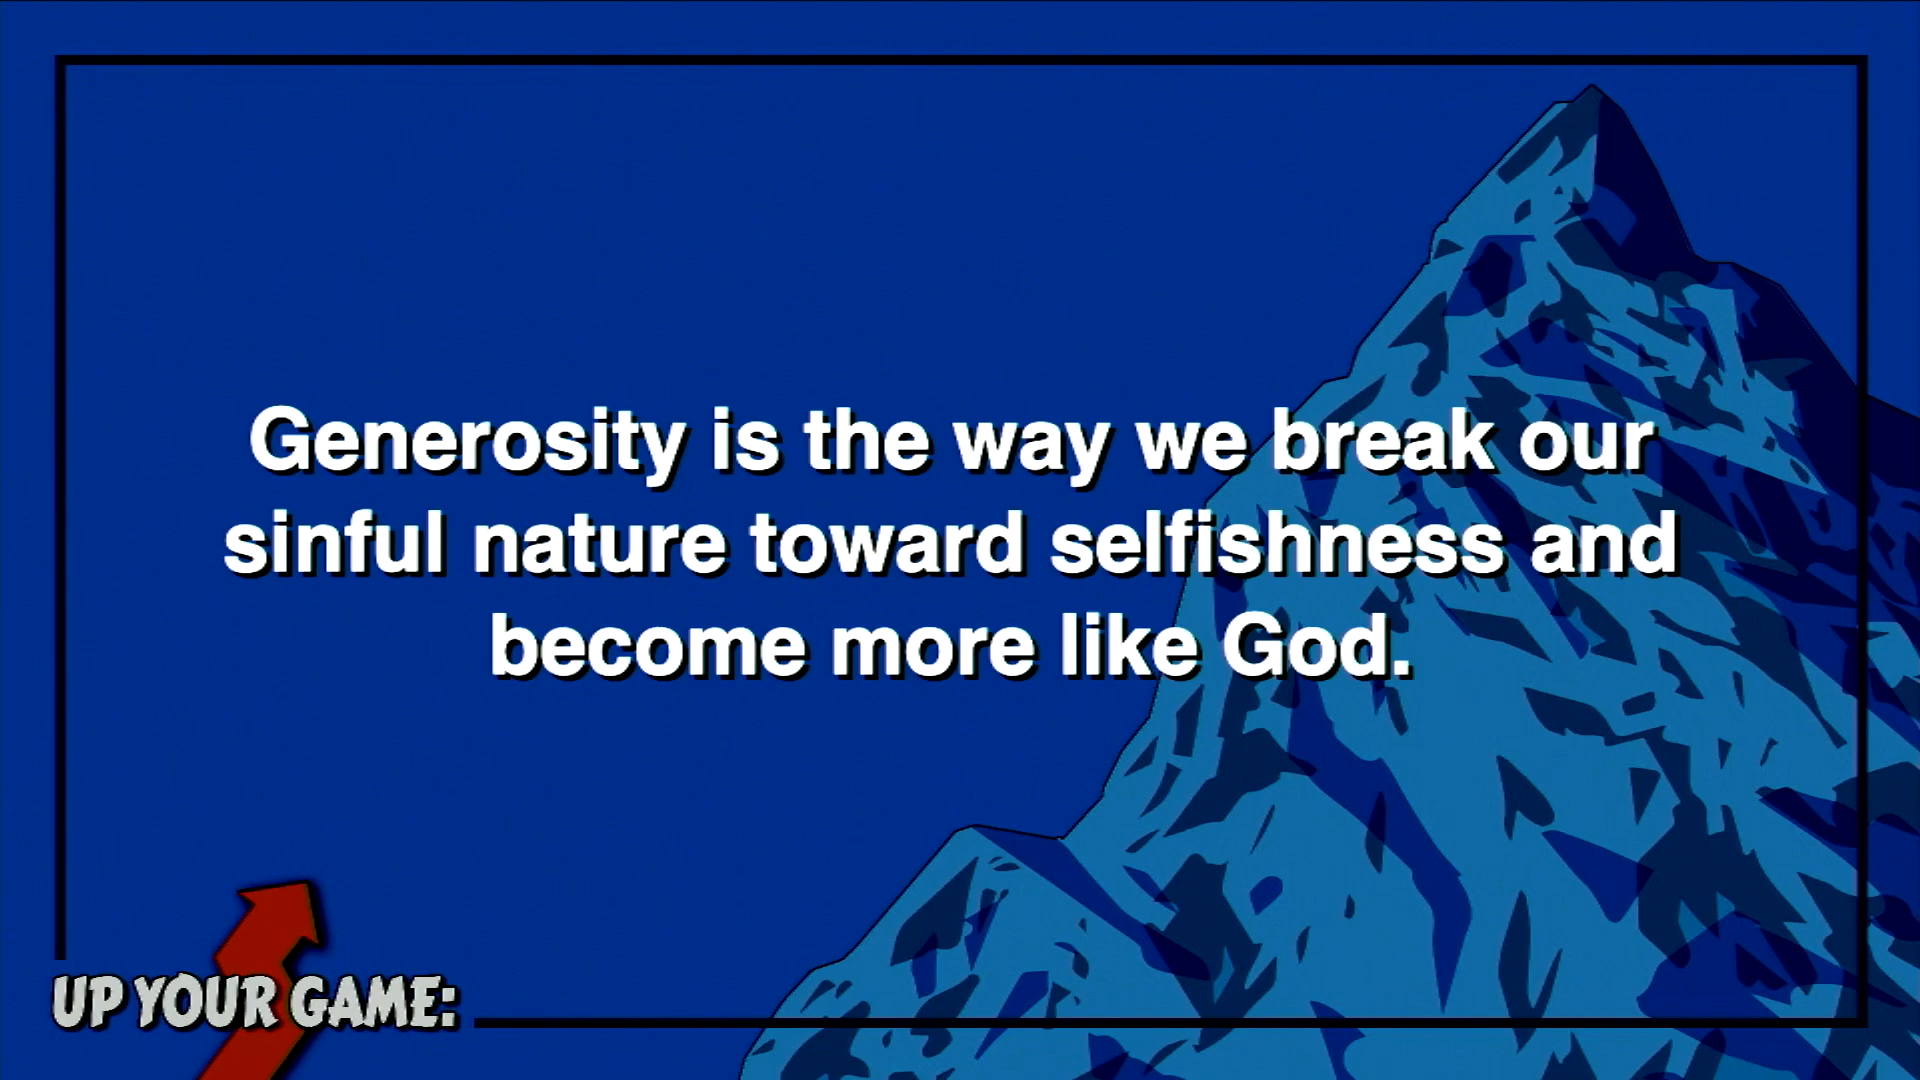 Generosity is the way we break our
sinful nature toward selfishness and
become more like God.
UP YOUR GAME: